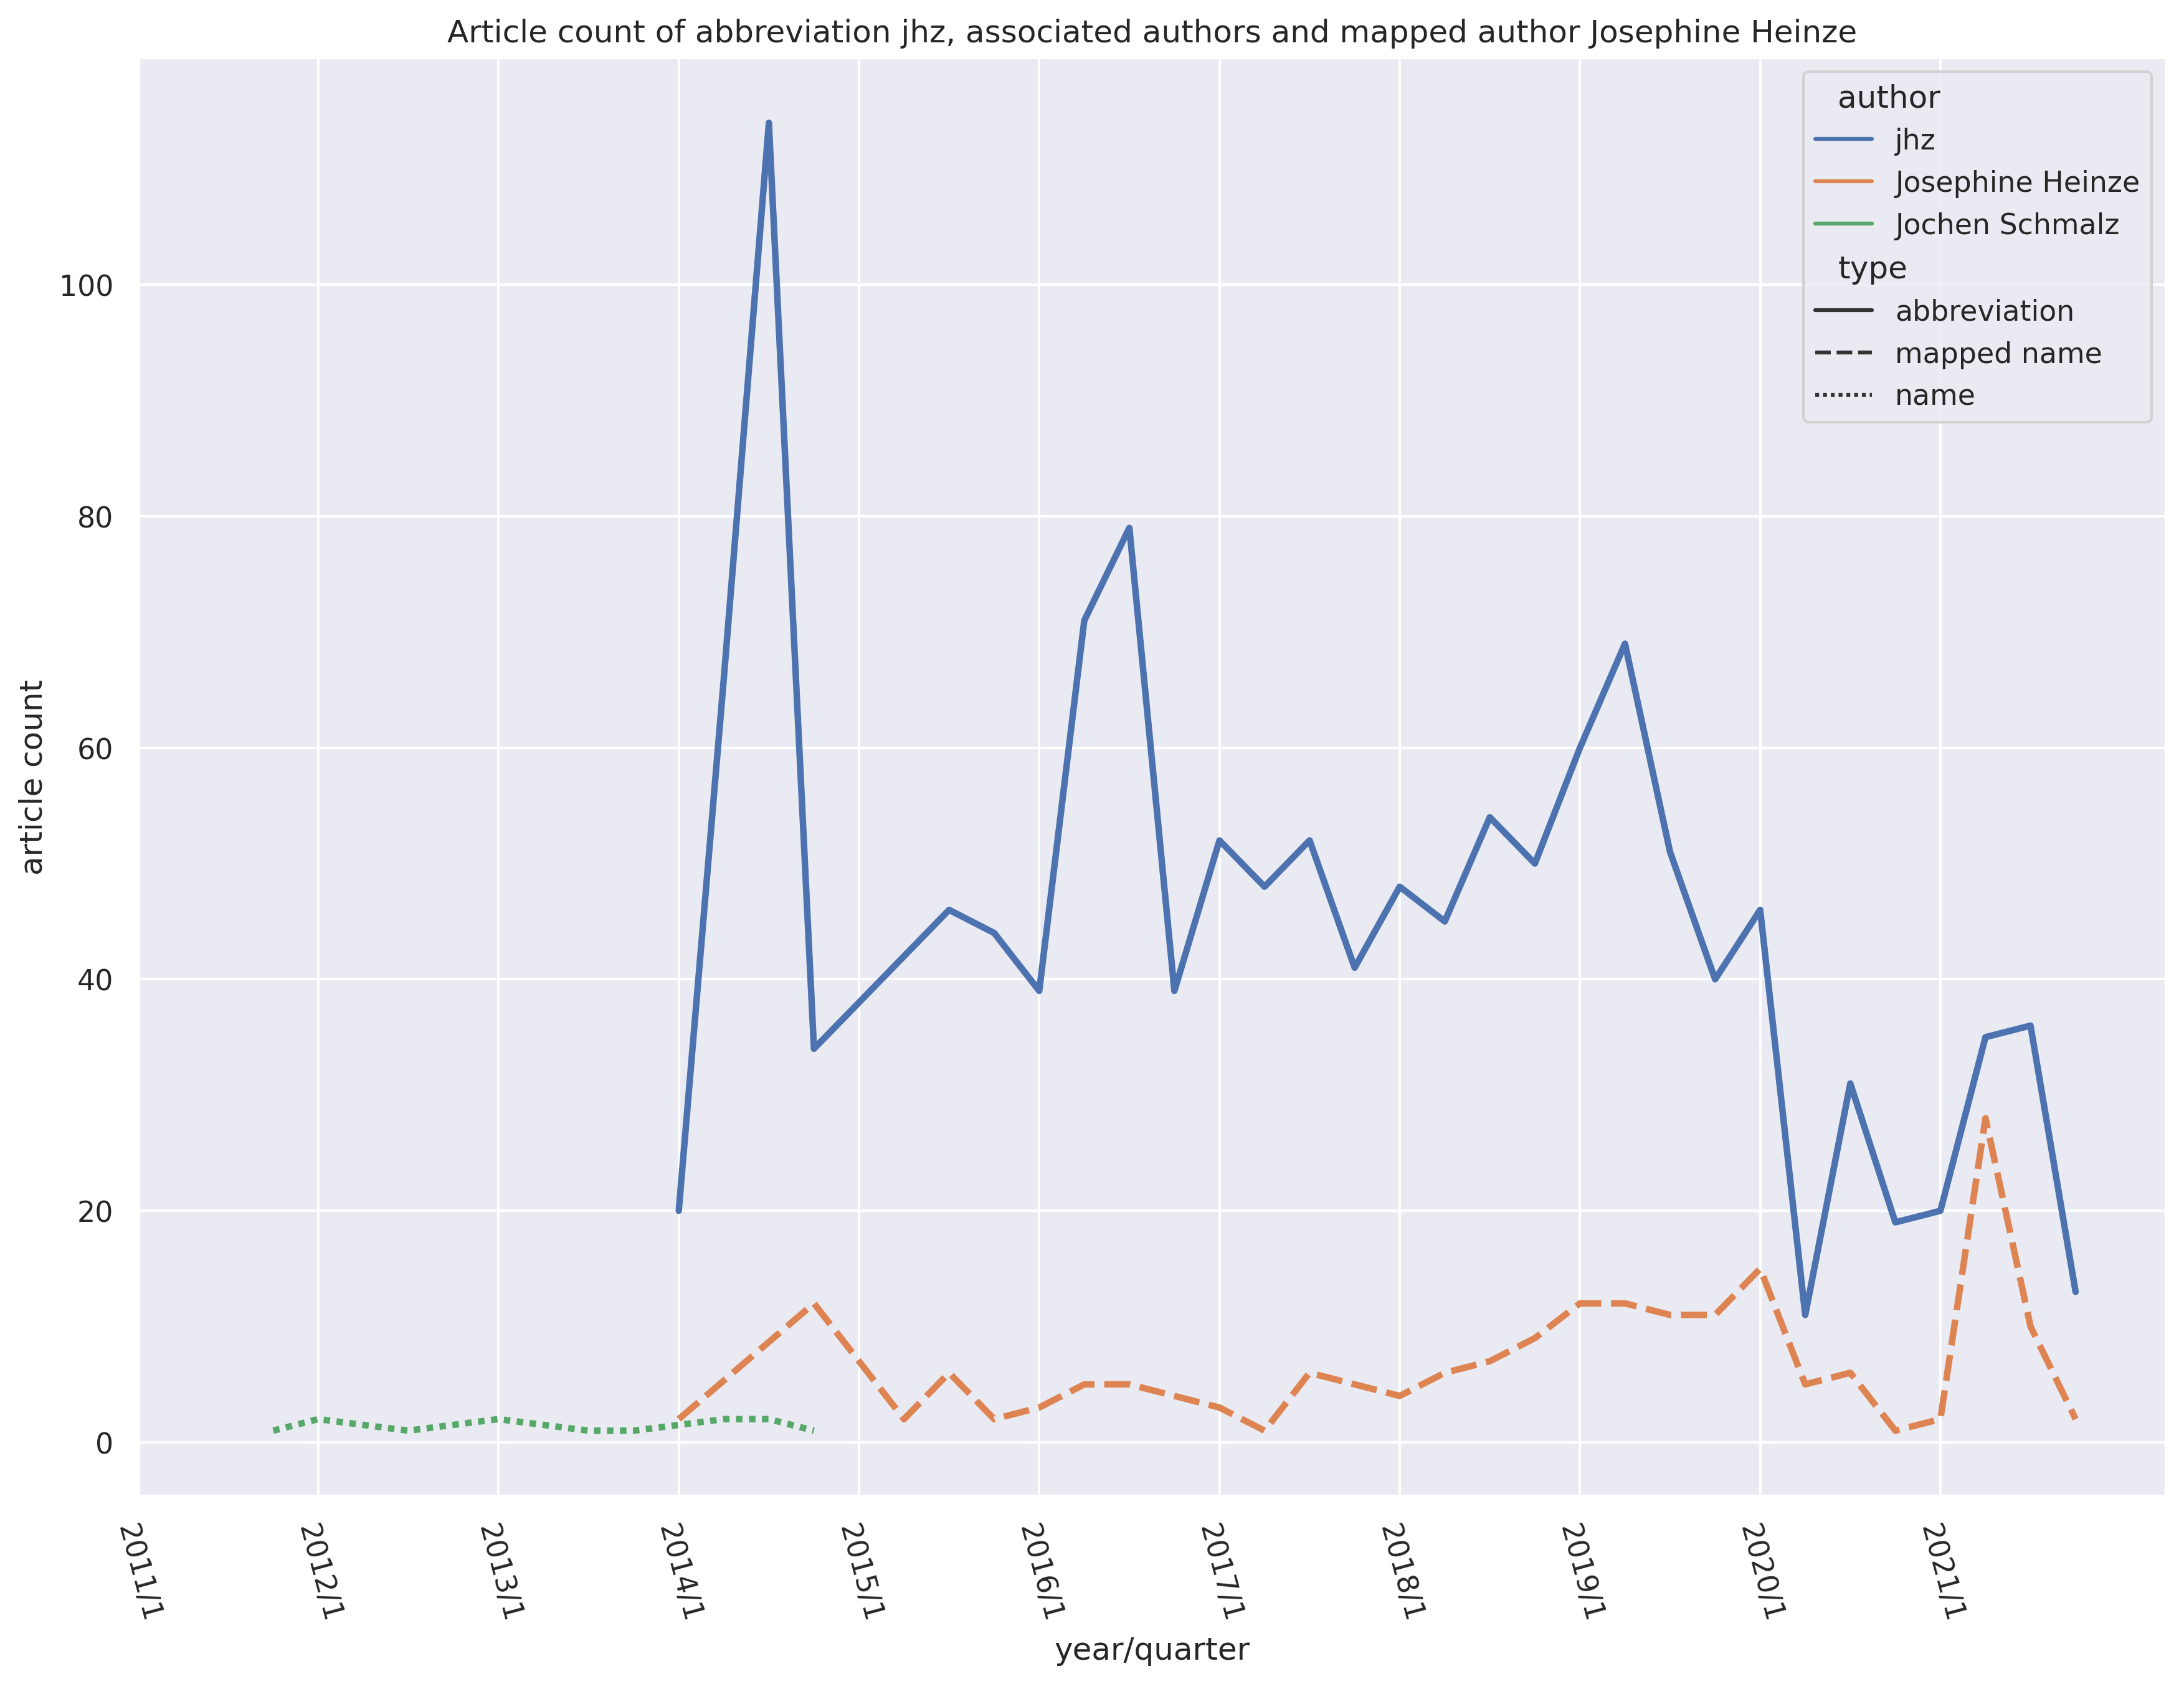 Article count of abbreviation jhz, associated authors and mapped author Josephine Heinze
author
jhz
Josephine Heinze
Jochen Schmalz
type
abbreviation
mapped name
name
100
80
60
40
20
0
article count
2011/1
2012/1
2013/1
2014/1
2015/1
2016/1
2017/1
2018/1
2019/1
2020/1
2021/1
year/quarter